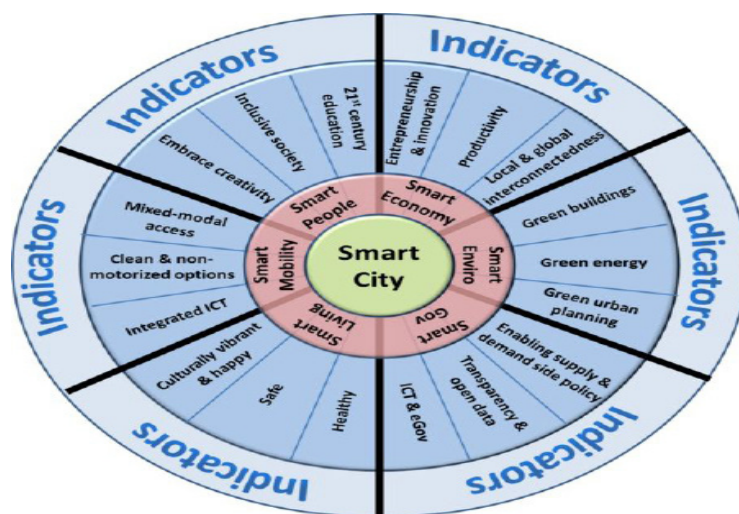 Smart
City
Smart
Economy
Smart
Enviro
Smart
Gov
Smart
Living
Smart
Mobility
Smart
People
Entrepreneurship
& innovation
Productivity
Local & global
interconnectedness
Green buildings
Green energy
Green urban
planning
Enabling supply &
demand side policy
Transparency &
open data
ICT & eGov
Healthy
Safe
Culturally vibrant
& happy
Integrated ICT
Clean & non-
motorized options
Mixed-modal
access
Embrace creativity
Inclusive society
21st century
education
Indicators
Indicators
Indicators
Indicators
Indicators
Indicators